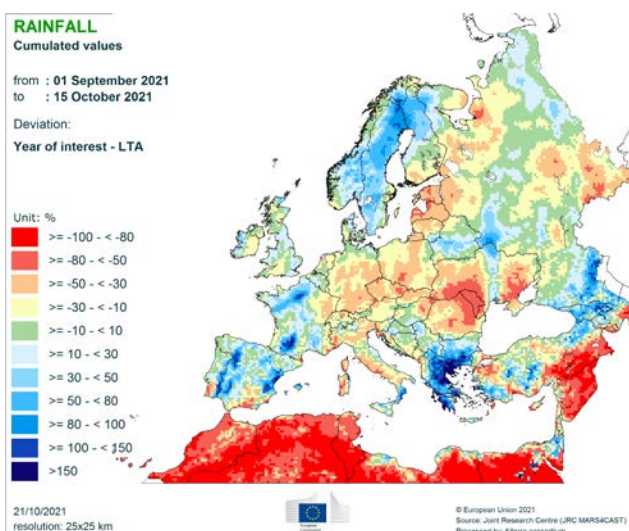 RAINFALL
Cumulated values
from : 01 September 2021
to : 15 October 2021
Deviation:
Year of interest - LTA
Unit: %
>= -100 - < -80
>= -80 - < -50
>= -50 - < -30
>= -30 - < -10
>= -10 - < 10
>= 10 - < 30
>= 30 - < 50
>= 50 - < 80
>= 80 - < 100
>= 100 - < 150
>150
21/10/2021
resolution: 25x25 km
© European Union 2021
Source: Joint Research Centre (JRC MARS4CAST)